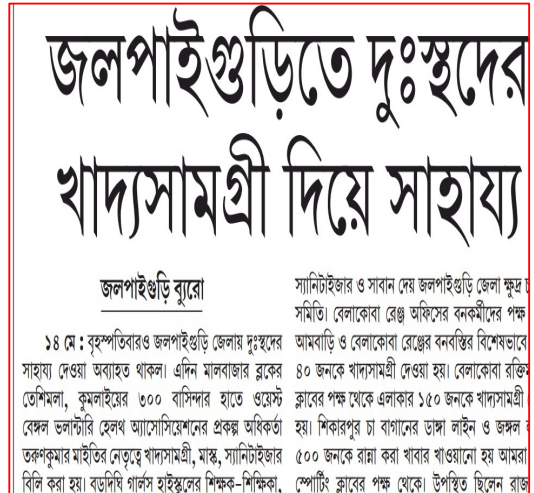 জলপাইগুড়িতে দুঃস্থদের
খাদ্যসামগ্রী দিয়ে সাহায্য
জলপাইগুড়ি ব্যুরো
১৪ মে : বৃহস্পতিবারও জলপাইগুড়ি জেলায় দুঃস্থদের
সাহায্য দেওয়া অব্যাহত থাকল। এদিন মালবাজার ব্লকের
তেশিমলা, কুমলাইয়ের ৩০০ বাসিন্দার হাতে ওয়েস্ট
বেঙ্গল ভলান্টারি হেলথ অ্যাসোসিয়েশনের প্রকল্প অধিকর্তা
তরুণকুমার মাইতির নেতৃত্বে খাদ্যসামগ্রী, মাস্ক, স্যানিটাইজার
বিলি করা হয়। বড়দিঘি গার্লস হাইস্কুলের শিক্ষক-শিক্ষিকা,
স্যানিটাইজার ও সাবান দেয় জলপাইগুড়ি জেলা ক্ষুদ্র
সমিতি। বেলাকোবা রেঞ্জ অফিসের বনকর্মীদের পক্ষ
আমবাড়ি ও বেলাকোবা রেঞ্জের বনবস্তির বিশেষভাবে
৪০ জনকে খাদ্যসামগ্রী দেওয়া হয়। বেলাকোবা
ক্লাবের পক্ষ থেকে এলাকার ১৫০ জনকে খাদ্যসামগ্রী
হয়। শিকারপুর চা বাগানের ডাঙ্গা লাইন ও জঙ্গল
৫০০ জনকে রান্না করা খাবার খাওয়ানো হয় আমরা
স্পোর্টিং ক্লাবের পক্ষ থেকে। উপস্থিত ছিলেন